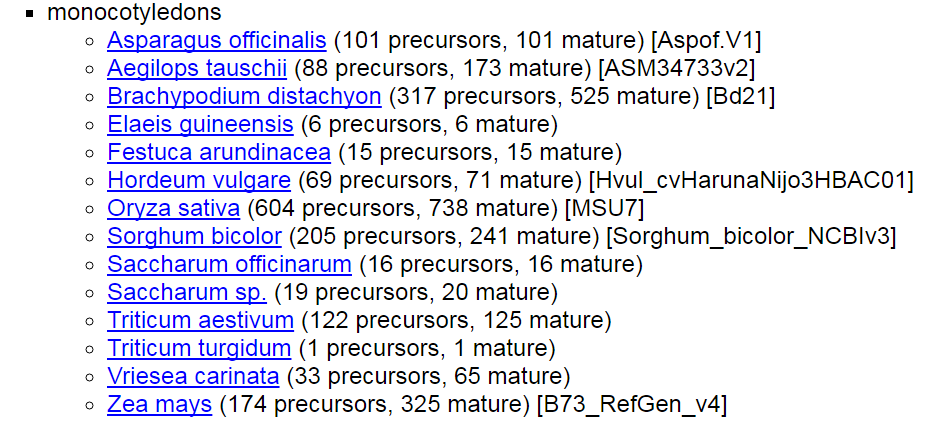 monocotyledons
Asparagus officinalis (101 precursors, 101 mature) [Aspof.V1]
Aegilops tauschii (88 precursors, 173 mature) [ASM34733v2]
Brachypodium distachyon (317 precursors, 525 mature) [Bd21]
Elaeis guineensis (6 precursors, 6 mature)
Festuca arundinacea (15 precursors, 15 mature)
Hordeum vulgare (69 precursors, 71 mature) [Hvul_cvHarunaNijo3HBAC01]
Oryza sativa (604 precursors, 738 mature) [MSU7]
Sorghum bicolor (205 precursors, 241 mature) [Sorghum_bicolor_NCBIv3]
Saccharum officinarum (16 precursors, 16 mature)
Saccharum sp. (19 precursors, 20 mature)
Triticum aestivum (122 precursors, 125 mature)
Triticum turgidum (1 precursors, 1 mature)
Vriesea carinata (33 precursors, 65 mature)
Zea mays (174 precursors, 325 mature) [B73_RefGen_v4]